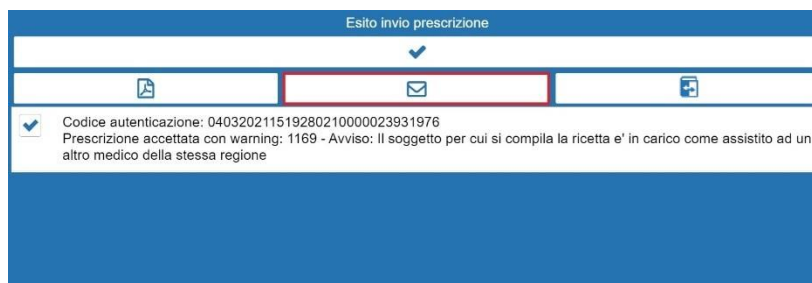 Esito invio prescrizione
Codice autenticazione: 040320211519280210000023931976
Prescrizione accettata con warning: 1169 - Avviso: Il soggetto per cui si compila la ricetta e' in carico come assistito ad un
altro medico della stessa regione